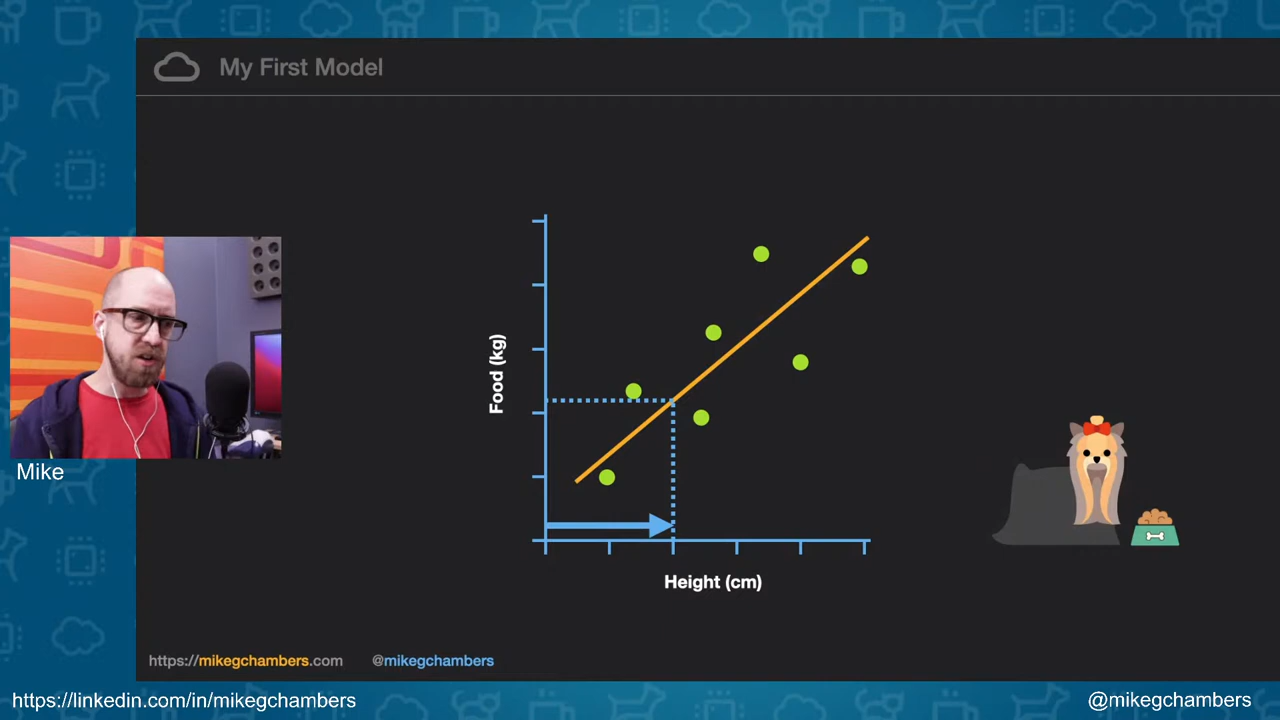 My First Model
Food (kg)
Mike
Height (cm)
https://mikegchambers.com @mikegchambers
https://linkedin.com/in/mikegchambers
@mikegchambers